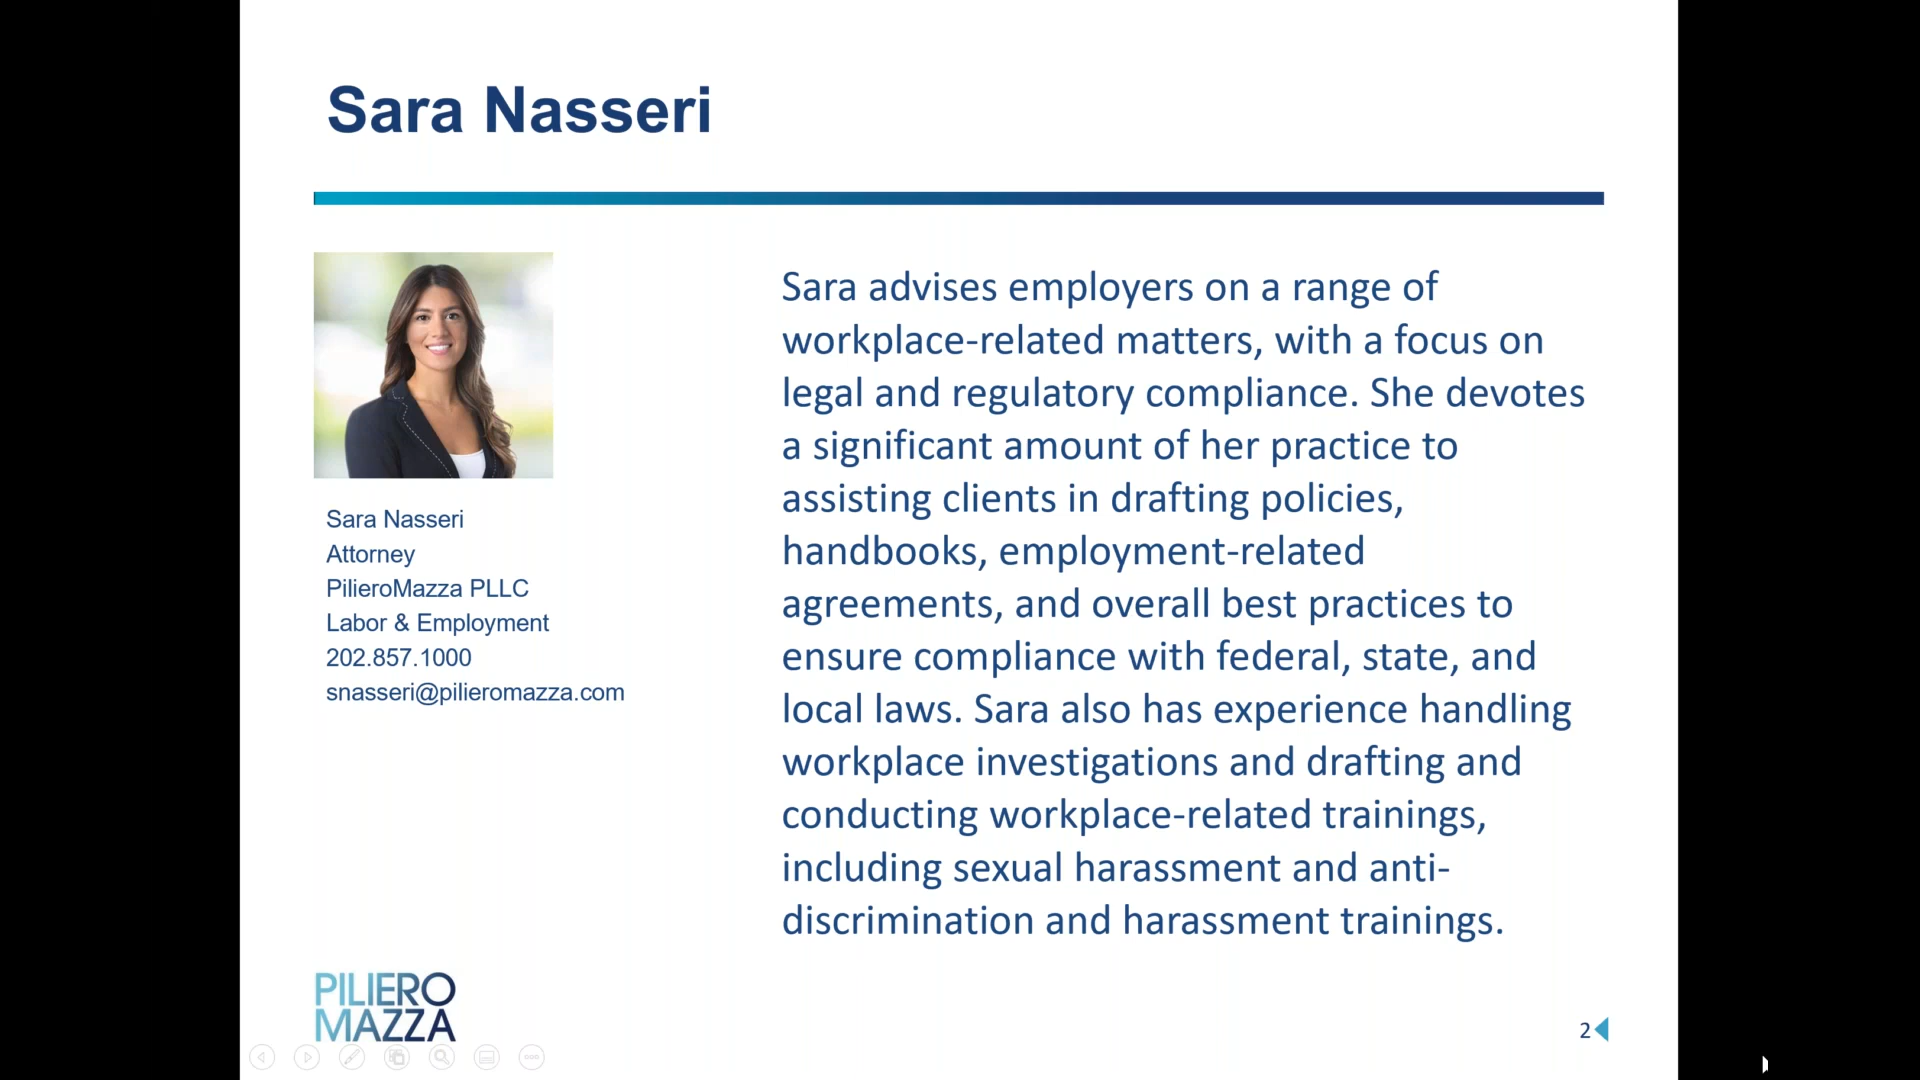 Sara Nasseri
Sara Nasseri
Attorney
PilieroMazza PLLC
Labor & Employment
202.857.1000
snasseri@pilieromazza.com
Sara advises employers on a range of
workplace-related matters, with a focus on
legal and regulatory compliance. She devotes
a significant amount of her practice to
assisting clients in drafting policies,
handbooks, employment-related
agreements, and overall best practices to
ensure compliance with federal, state, and
local laws. Sara also has experience handling
workplace investigations and drafting and
conducting workplace-related trainings,
including sexual harassment and anti-
discrimination and harassment trainings.
PILIERO
MAZZA
2